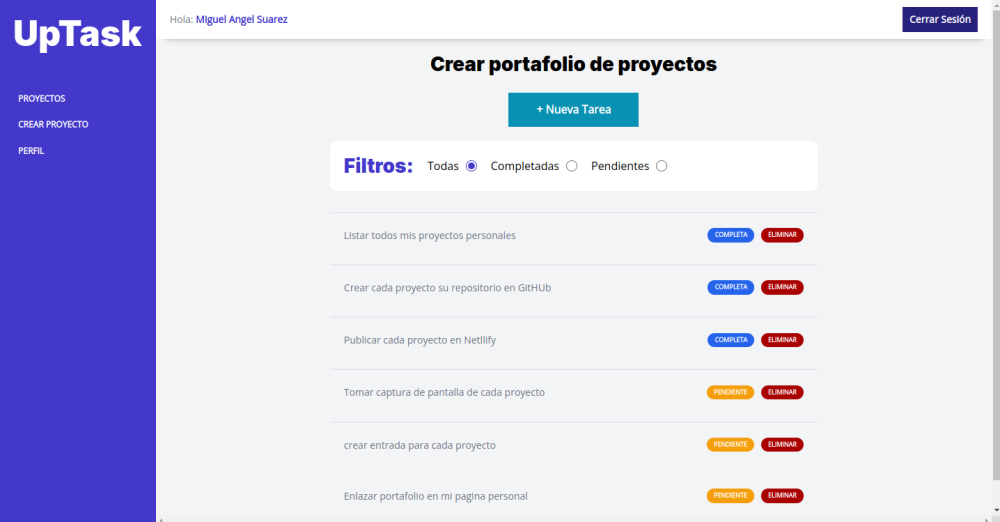 UpTask
Hola: Miguel Angel Suarez
Cerrar Sesión
PROYECTOS
CREAR PROYECTO
PERFIL
Crear portafolio de proyectos
+ Nueva Tarea
Filtros: Todas Completadas Pendientes
Listar todos mis proyectos personales COMPLETA ELIMINAR
Crear cada proyecto su repositorio en GitHUb COMPLETA ELIMINAR
Publicar cada proyecto en Netllify COMPLETA ELIMINAR
Tomar captura de pantalla de cada proyecto PENDIENTE ELIMINAR
crear entrada para cada proyecto PENDIENTE ELIMINAR
Enlazar portafolio en mi pagina personal PENDIENTE ELIMINAR